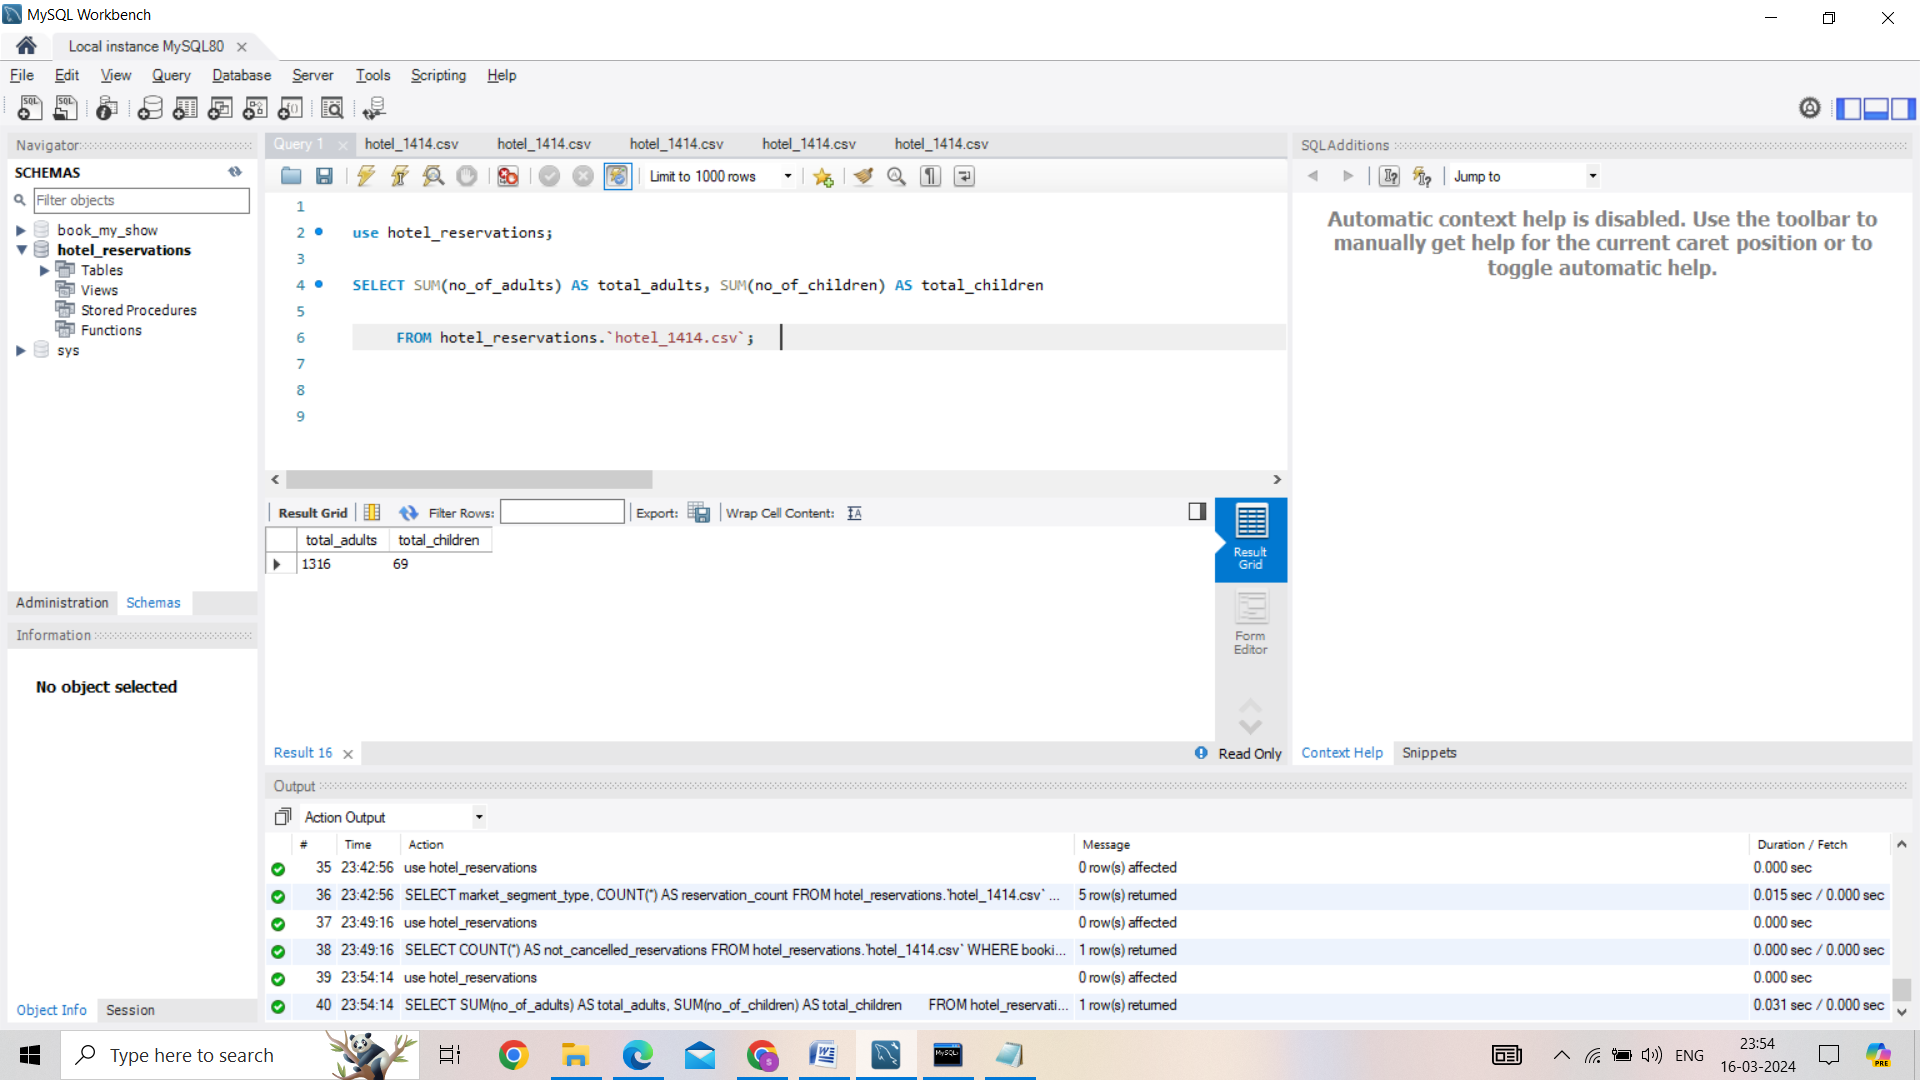 MySQL Workbench
Local instance MySQL80
File Edit View Query Database Server Tools Scripting Help
Navigator
SCHEMAS
Filter objects
book_my_show
hotel_reservations
Tables
Views
Stored Procedures
Functions
sys
Administration Schemas
Information
No object selected
Object Info Session
Query 1 hotel_1414.csv hotel_1414.csv hotel_1414.csv hotel_1414.csv hotel_1414.csv
Limit to 1000 rows
1
2 use hotel_reservations;
3
4 SELECT SUM(no_of_adults) AS total_adults, SUM(no_of_children) AS total_children
5
6 FROM hotel_reservations.`hotel_1414.csv`;
7
8
9
Result Grid Filter Rows: Export: Wrap Cell Content:
total_adults total_children
1316 69
Result Grid
Form Editor
Result 16 Read Only
SQLAdditions
Jump to
Automatic context help is disabled. Use the toolbar to
manually get help for the current caret position or to
toggle automatic help.
Context Help Snippets
Output
Action Output
# Time Action Message Duration / Fetch
35 23:42:56 use hotel_reservations 0 row(s) affected 0.000 sec
36 23:42:56 SELECT market_segment_type, COUNT(*) AS reservation_count FROM hotel_reservations.`hotel_1414.csv` ... 5 row(s) returned 0.015 sec / 0.000 sec
37 23:49:16 use hotel_reservations 0 row(s) affected 0.000 sec
38 23:49:16 SELECT COUNT(*) AS not_cancelled_reservations FROM hotel_reservations.`hotel_1414.csv` WHERE booki... 1 row(s) returned 0.000 sec / 0.000 sec
39 23:54:14 use hotel_reservations 0 row(s) affected 0.000 sec
40 23:54:14 SELECT SUM(no_of_adults) AS total_adults, SUM(no_of_children) AS total_children FROM hotel_reservati... 1 row(s) returned 0.031 sec / 0.000 sec
Type here to search
ENG
23:54
16-03-2024